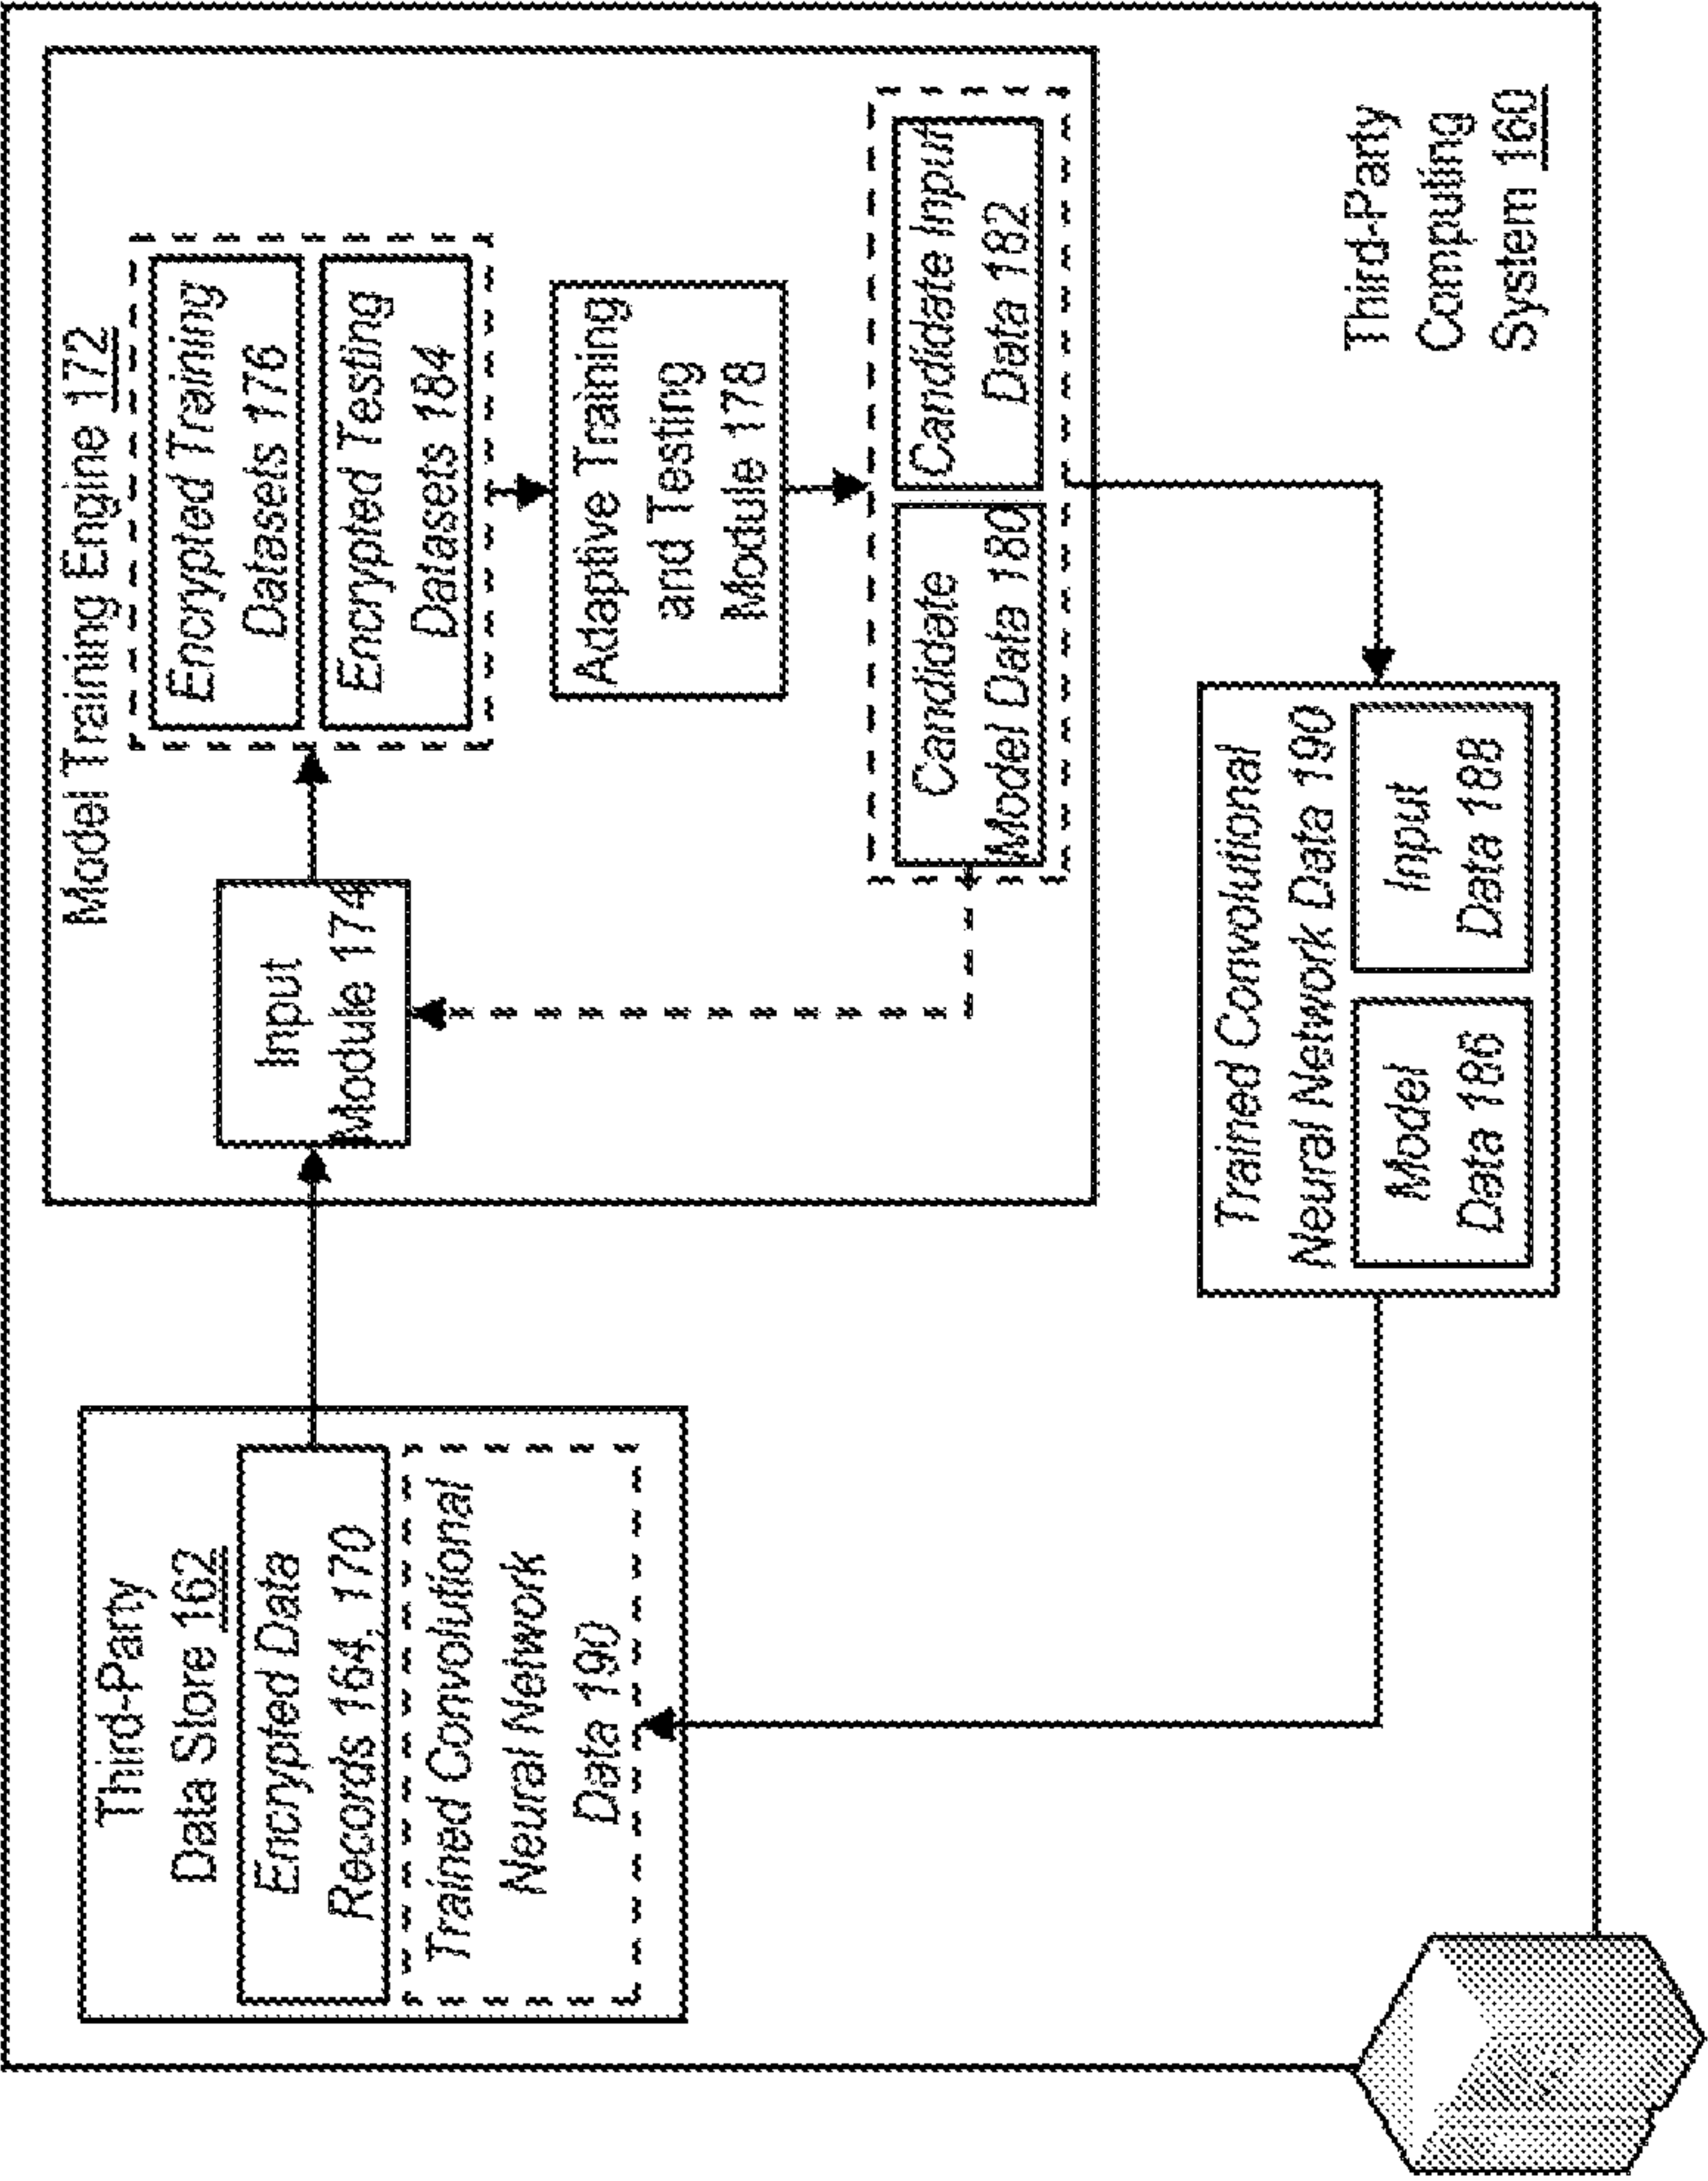 Third-Party
Data Store 162
Encrypted Data
Records 164, 170
Trained Convolutional
Neural Network
Data 190
Model Training Engine 172
Input
Module 174
Encrypted Training
Datasets 176
Encrypted Testing
Datasets 184
Adaptive Training
and Testing
Module 178
Candidate
Model Data 180
Candidate Input
Data 182
Trained Convolutional
Neural Network Data 190
Model
Data 186
Input
Data 188
Third-Party
Computing
System 160